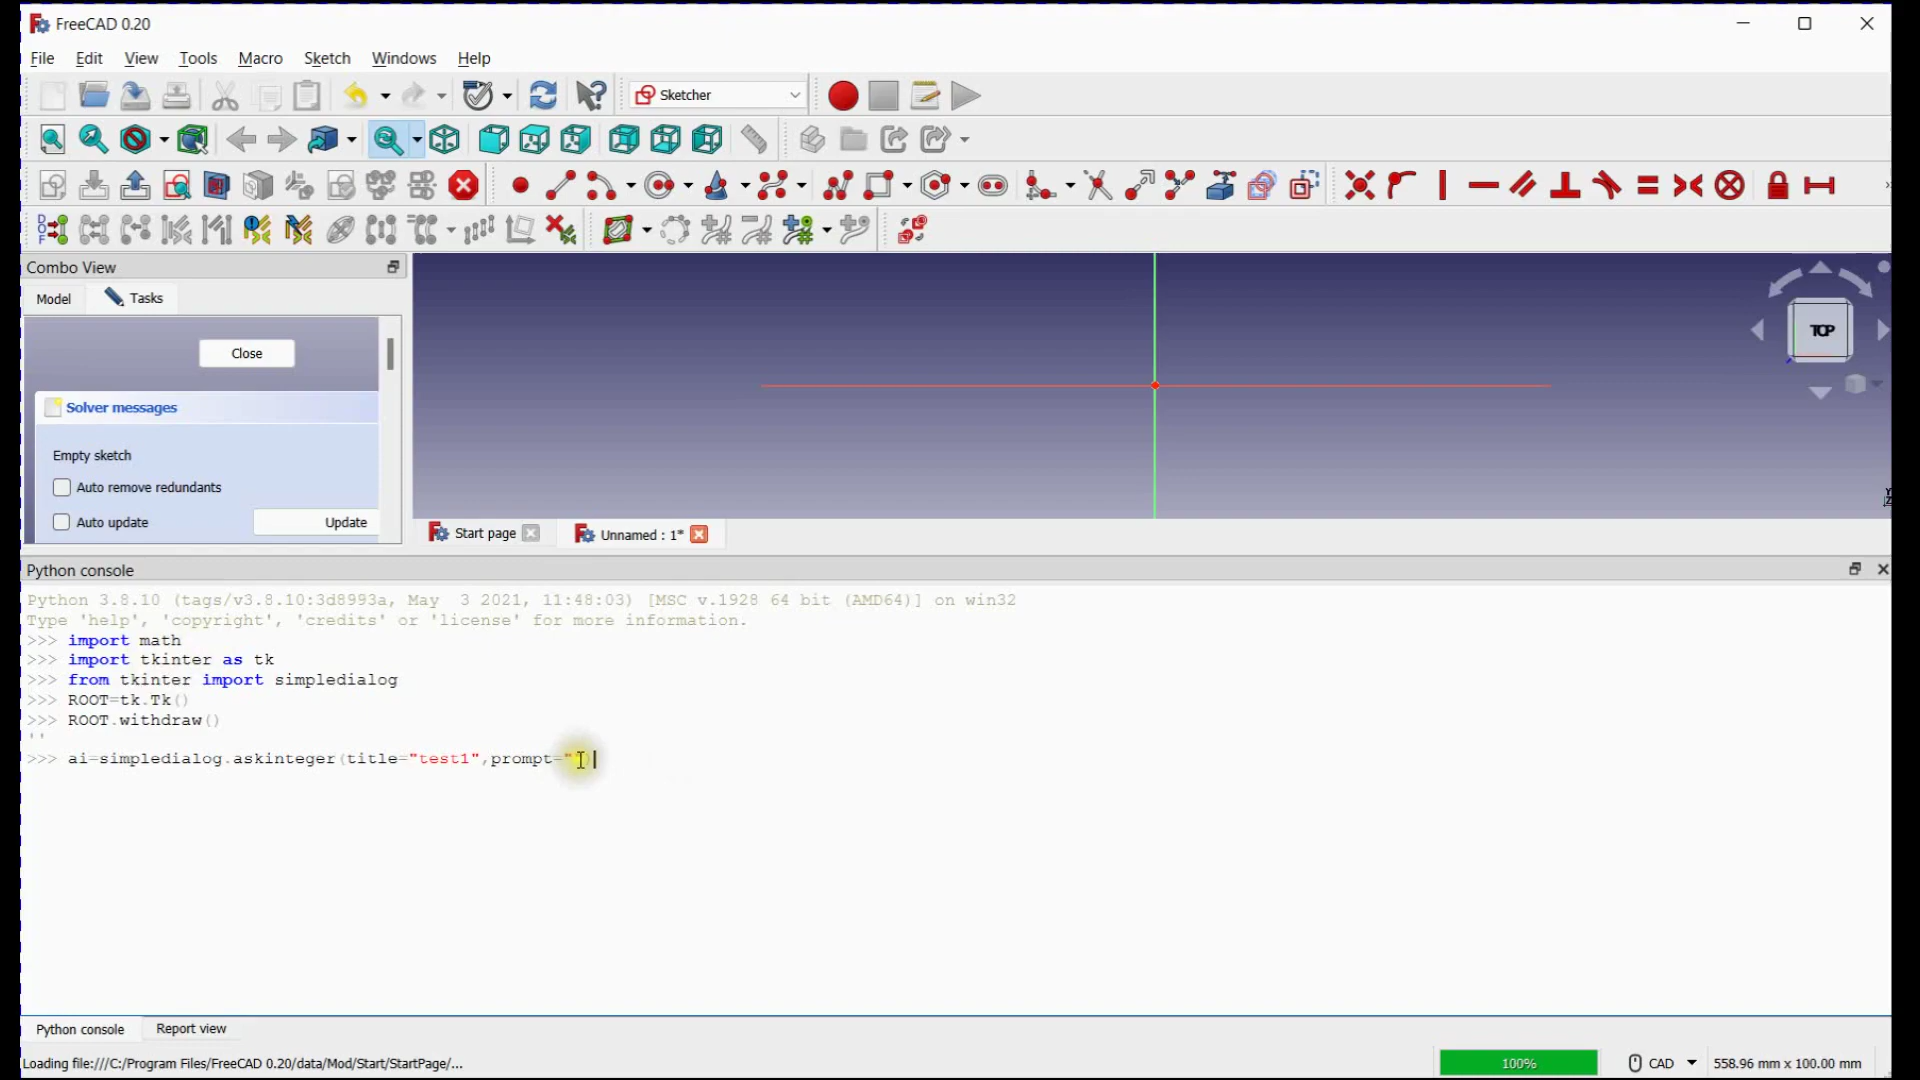 FreeCAD 0.20
File Edit View Tools Macro Sketch Windows Help
Sketcher
Combo View
Model Tasks
TOP
Close
Solver messages
Empty sketch
Auto remove redundants
Auto update Update
Start page Unnamed : 1*
Python console
Python 3.8.10 (tags/v3.8.10:3d8993a, May  3 2021, 11:48:03) [MSC v.1928 64 bit (AMD64)] on win32
Type 'help', 'copyright', 'credits' or 'license' for more information.
>>> import math
>>> import tkinter as tk
>>> from tkinter import simpledialog
>>> ROOT=tk.Tk()
>>> ROOT.withdraw()
''
>>> ai=simpledialog.askinteger(title="test1",prompt="
Python console Report view
Loading file:///C:/Program Files/FreeCAD 0.20/data/Mod/Start/StartPage/...
100% CAD 558.96 mm x 100.00 mm